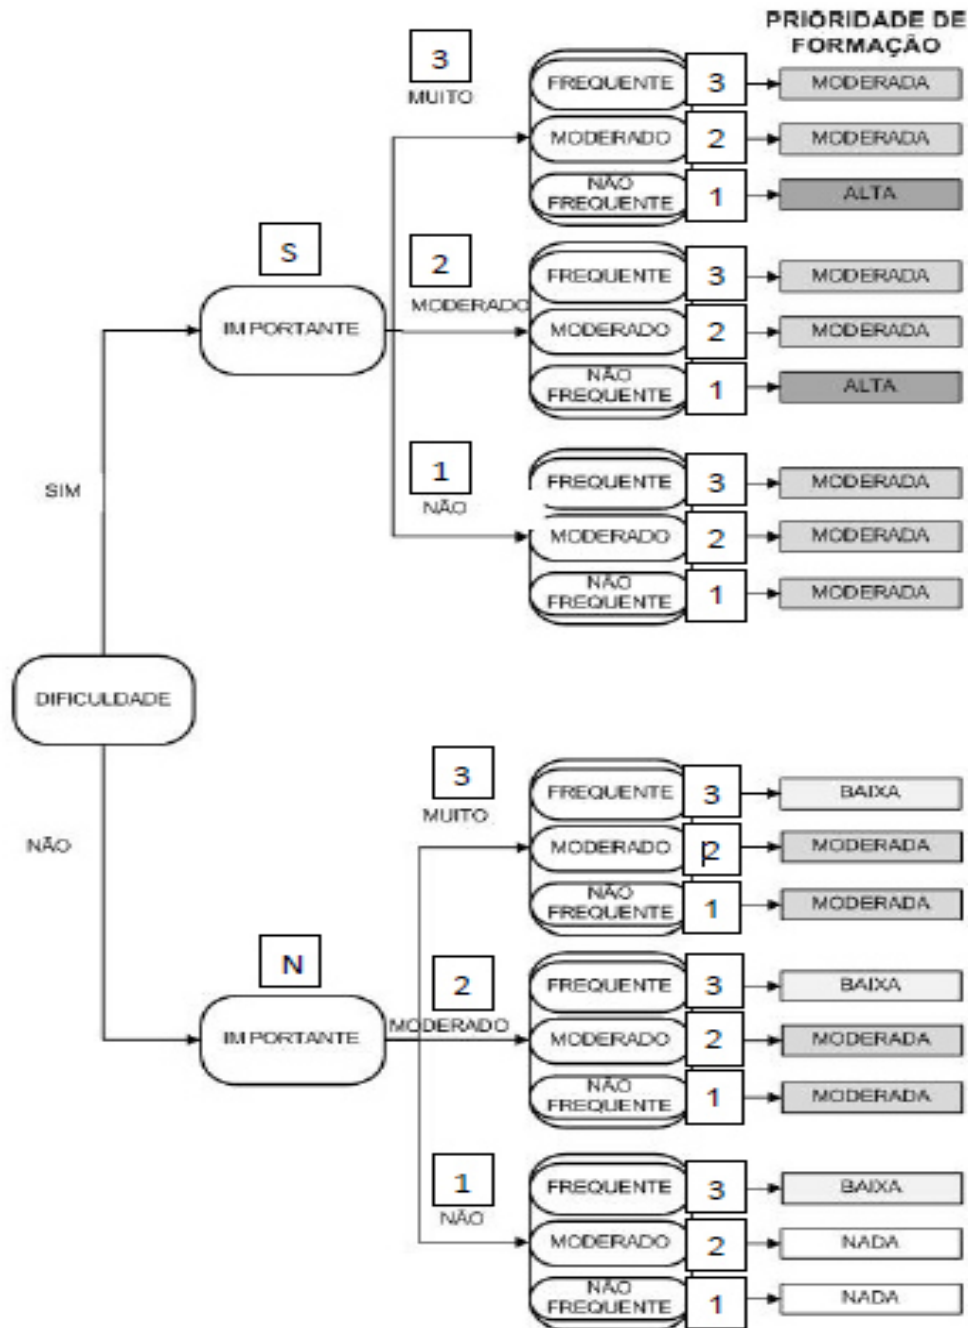 PRIORIDADE DE
FORMAÇÃO
3
MUITO
FREQUENTE 3 MODERADA
MODERADO 2 MODERADA
NÃO
FREQUENTE 1 ALTA
S
IMPORTANTE
2
MODERADO
FREQUENTE 3 MODERADA
MODERADO 2 MODERADA
NÃO
FREQUENTE 1 ALTA
1
NÃO
FREQUENTE 3 MODERADA
MODERADO 2 MODERADA
NÃO
FREQUENTE 1 MODERADA
SIM
DIFICULDADE
NÃO
3
MUITO
FREQUENTE 3 BAIXA
MODERADO 2 MODERADA
NÃO
FREQUENTE 1 MODERADA
N
IMPORTANTE
2
MODERADO
FREQUENTE 3 BAIXA
MODERADO 2 MODERADA
NÃO
FREQUENTE 1 MODERADA
1
NÃO
FREQUENTE 3 BAIXA
MODERADO 2 NADA
NÃO
FREQUENTE 1 NADA